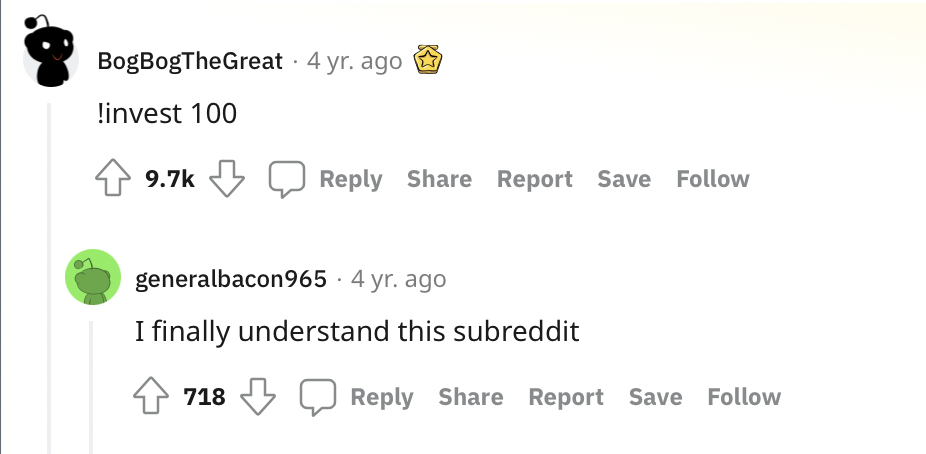 BogBogTheGreat · 4 yr. ago
!invest 100
9.7k Reply Share Report Save Follow
generalbacon965 · 4 yr. ago
I finally understand this subreddit
718 Reply Share Report Save Follow